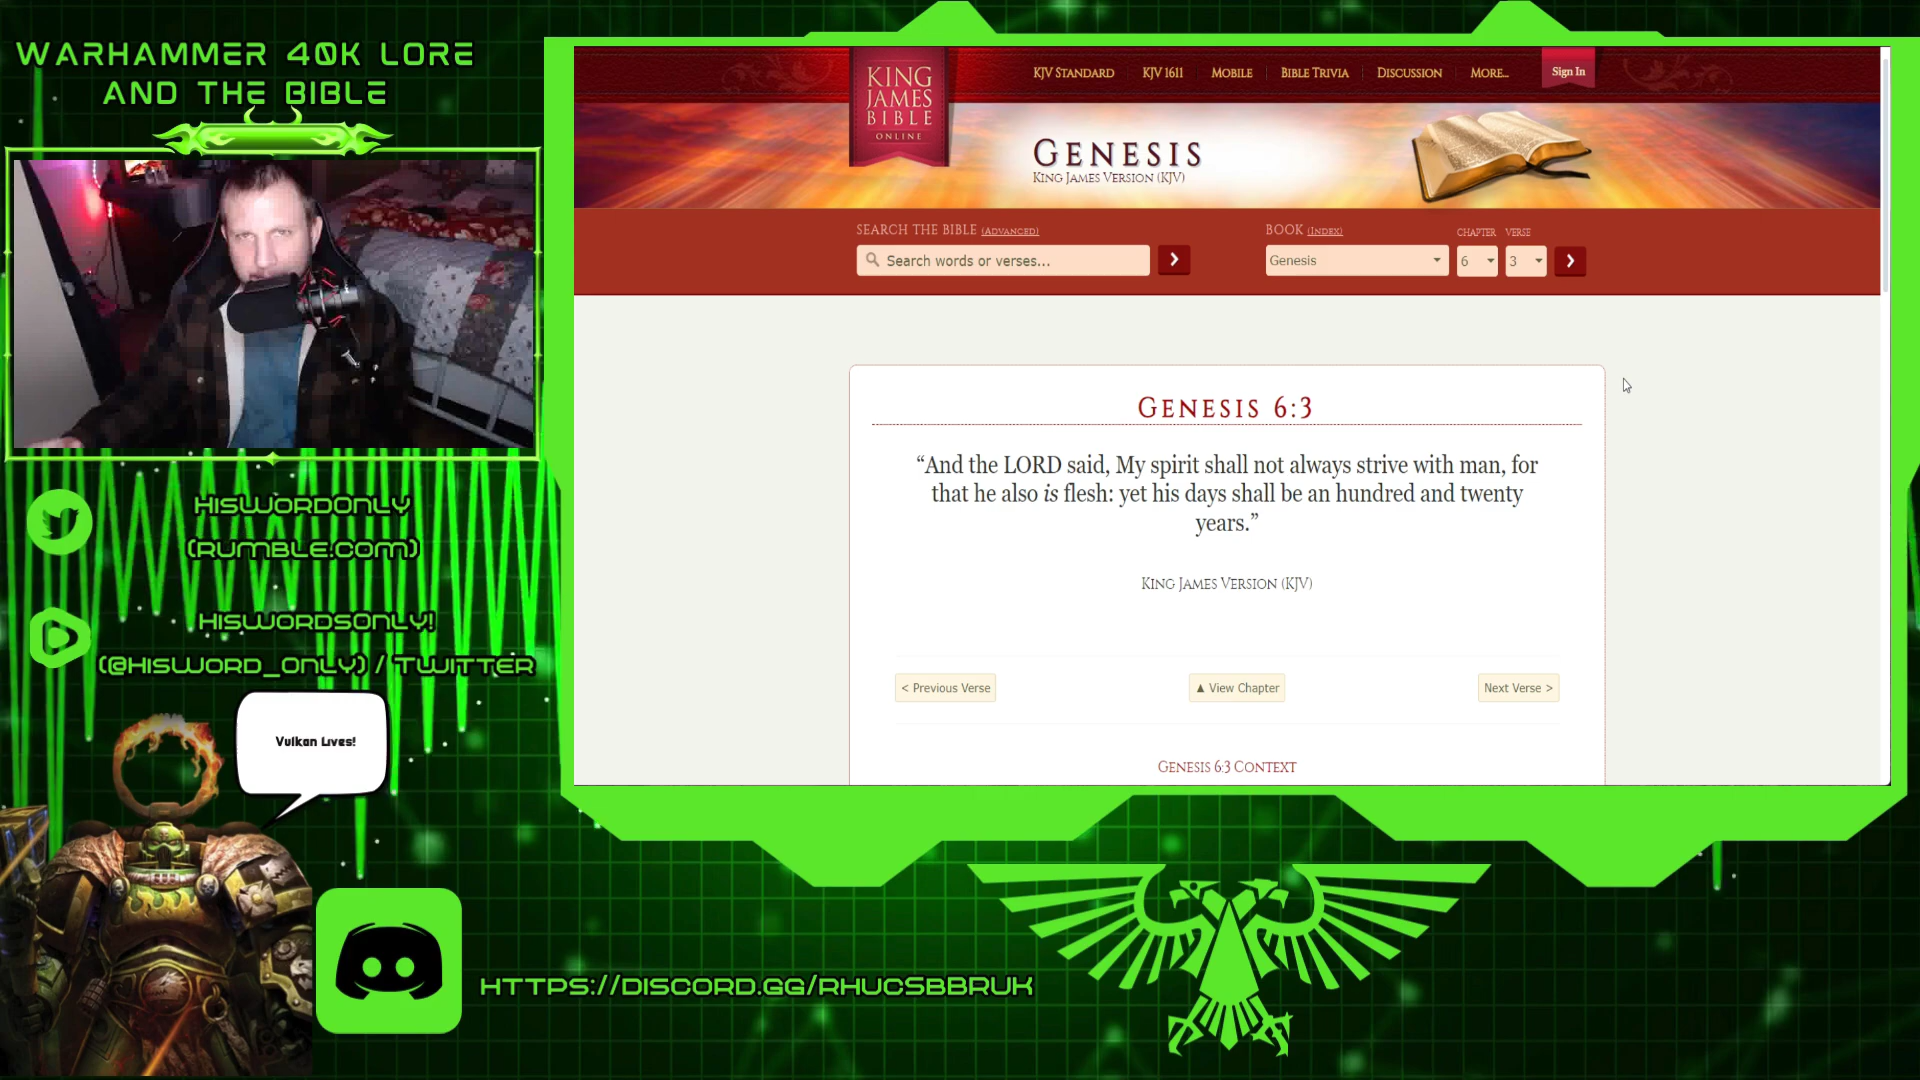 WARHAMMER 40K LORE
AND THE BIBLE
HISWORDONLY
(RUMBLE.COM)
HISWORDSONLY!
(@HISWORD_ONLY) / TWITTER
Vulkan Lives!
HTTPS://DISCORD.GG/RHUCSBBRUK
KING
JAMES
BIBLE
ONLINE
KJV STANDARD
KJV 1611
MOBILE
BIBLE TRIVIA
DISCUSSION
MORE...
Sign In
GENESIS
KING JAMES VERSION (KJV)
SEARCH THE BIBLE (ADVANCED)
Search words or verses...
BOOK (INDEX)
CHAPTER
VERSE
Genesis
6
3
GENESIS 6:3
“And the LORD said, My spirit shall not always strive with man, for
that he also is flesh: yet his days shall be an hundred and twenty
years.”
KING JAMES VERSION (KJV)
< Previous Verse
▲ View Chapter
Next Verse >
GENESIS 6:3 CONTEXT